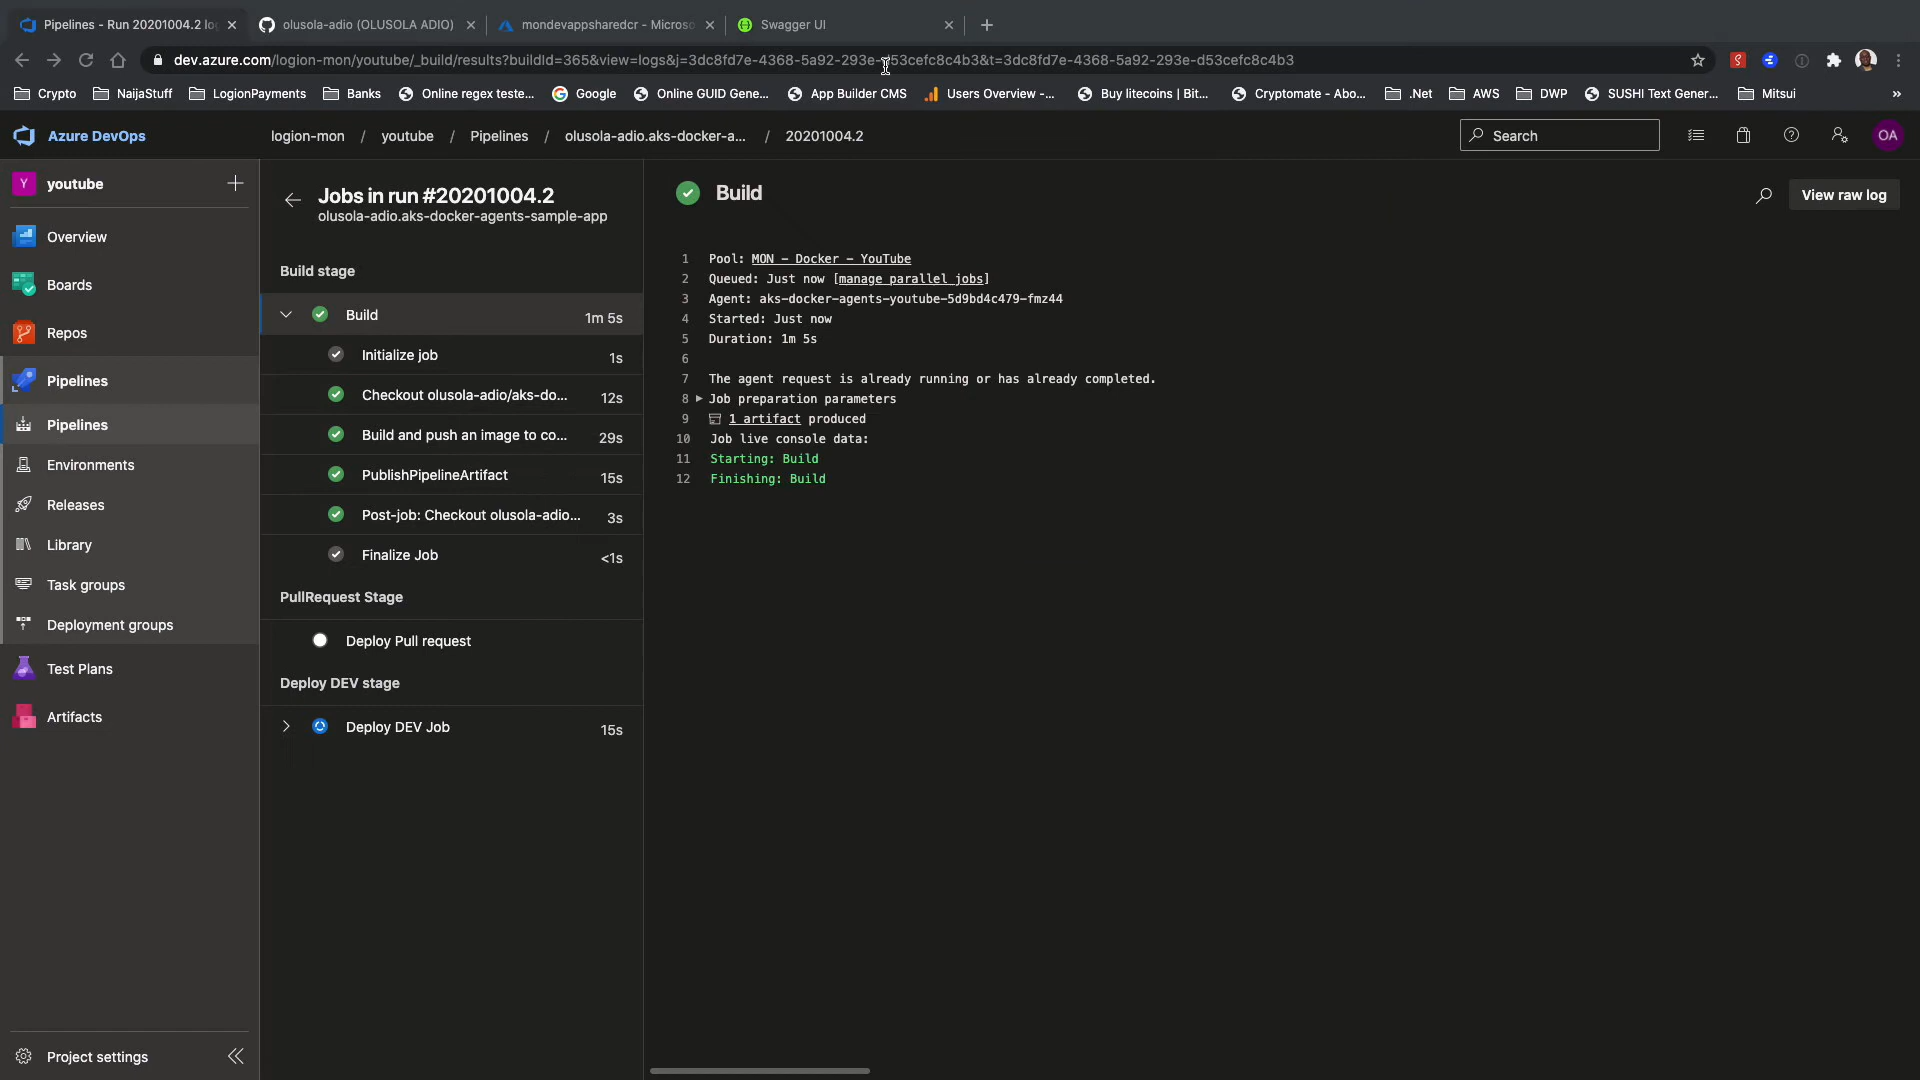 Pipelines - Run 20201004.2 lo
olusola-adio (OLUSOLA ADIO)
mondevappsharedcr - Microso
Swagger UI
dev.azure.com/logion-mon/youtube/_build/results?buildId=365&view=logs&j=3dc8fd7e-4368-5a92-293e-d53cefc8c4b3&t=3dc8fd7e-4368-5a92-293e-d53cefc8c4b3
Crypto
NaijaStuff
LogionPayments
Banks
Online regex teste...
Google
Online GUID Gene...
App Builder CMS
Users Overview -...
Buy litecoins | Bit...
Cryptomate - Abo...
.Net
AWS
DWP
SUSHI Text Gener...
Mitsui
»
Azure DevOps
logion-mon / youtube / Pipelines / olusola-adio.aks-docker-a... / 20201004.2
Search
OA
Y youtube
Overview
Boards
Repos
Pipelines
Pipelines
Environments
Releases
Library
Task groups
Deployment groups
Test Plans
Artifacts
Project settings
Jobs in run #20201004.2
olusola-adio.aks-docker-agents-sample-app
Build stage
Build 1m 5s
Initialize job 1s
Checkout olusola-adio/aks-do... 12s
Build and push an image to co... 29s
PublishPipelineArtifact 15s
Post-job: Checkout olusola-adio... 3s
Finalize Job <1s
PullRequest Stage
Deploy Pull request
Deploy DEV stage
Deploy DEV Job 15s
Build
View raw log
1 Pool: MON - Docker - YouTube
2 Queued: Just now [manage parallel jobs]
3 Agent: aks-docker-agents-youtube-5d9bd4c479-fmz44
4 Started: Just now
5 Duration: 1m 5s
6
7 The agent request is already running or has already completed.
8 Job preparation parameters
9 1 artifact produced
10 Job live console data:
11 Starting: Build
12 Finishing: Build